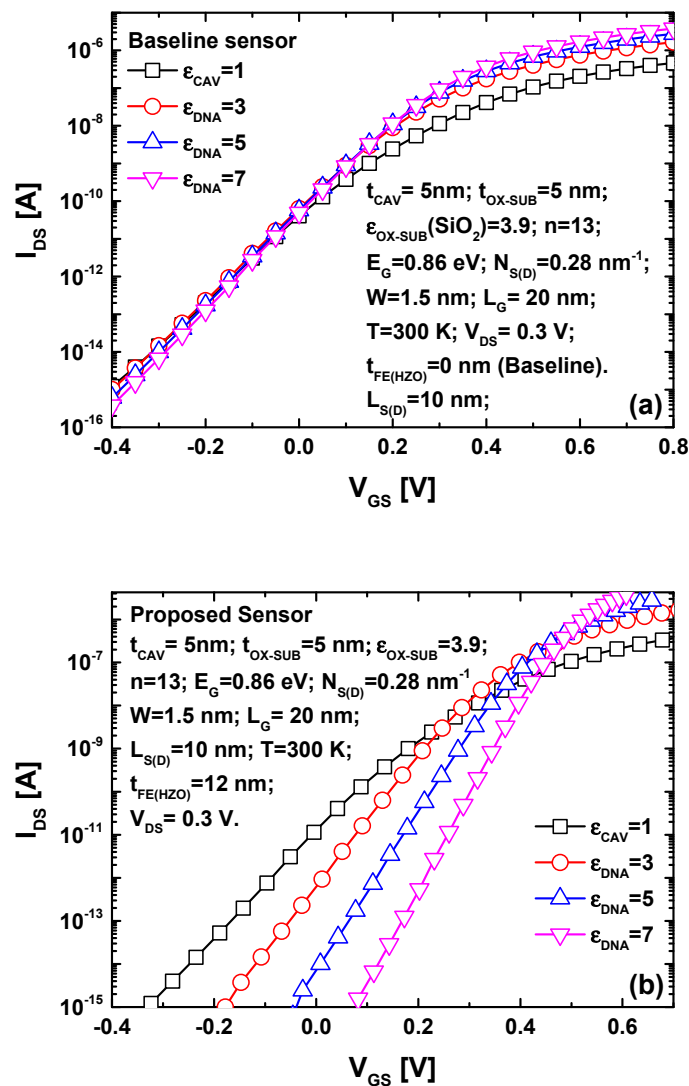 10⁻⁶
10⁻⁸
10⁻¹⁰
10⁻¹²
10⁻¹⁴
10⁻¹⁶
I_DS [A]
Baseline sensor
ε_CAV=1
ε_DNA=3
ε_DNA=5
ε_DNA=7
t_CAV= 5nm; t_OX-SUB=5 nm;
ε_OX-SUB(SiO₂)=3.9; n=13;
E_G=0.86 eV; N_S(D)=0.28 nm⁻¹;
W=1.5 nm; L_G= 20 nm;
T=300 K; V_DS= 0.3 V;
t_FE(HZO)=0 nm (Baseline).
L_S(D)=10 nm;
(a)
-0.4 -0.2 0.0 0.2 0.4 0.6 0.8
V_GS [V]
10⁻⁷
10⁻⁹
10⁻¹¹
10⁻¹³
10⁻¹⁵
I_DS [A]
Proposed Sensor
t_CAV= 5nm; t_OX-SUB=5 nm; ε_OX-SUB=3.9;
n=13; E_G=0.86 eV; N_S(D)=0.28 nm⁻¹
W=1.5 nm; L_G= 20 nm;
L_S(D)=10 nm; T=300 K;
t_FE(HZO)=12 nm;
V_DS= 0.3 V.
ε_CAV=1
ε_DNA=3
ε_DNA=5
ε_DNA=7
(b)
-0.4 -0.2 0.0 0.2 0.4 0.6
V_GS [V]